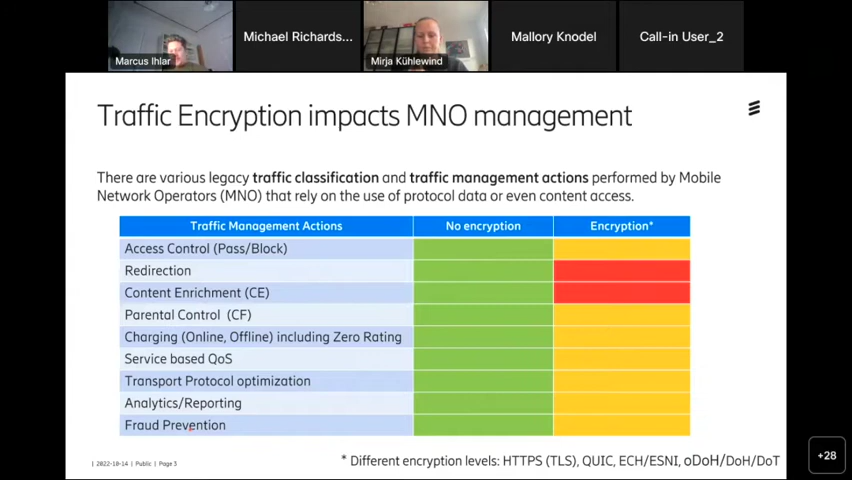 Marcus Ihlar
Michael Richards...
Mirja Kühlewind
Mallory Knodel
Call-in User_2
Traffic Encryption impacts MNO management
There are various legacy traffic classification and traffic management actions performed by Mobile
Network Operators (MNO) that rely on the use of protocol data or even content access.
Traffic Management Actions No encryption Encryption*
Access Control (Pass/Block)
Redirection
Content Enrichment (CE)
Parental Control (CF)
Charging (Online, Offline) including Zero Rating
Service based QoS
Transport Protocol optimization
Analytics/Reporting
Fraud Prevention
| 2022-10-14 | Public | Page 3
* Different encryption levels: HTTPS (TLS), QUIC, ECH/ESNI, oDoH/DoH/DoT
+28